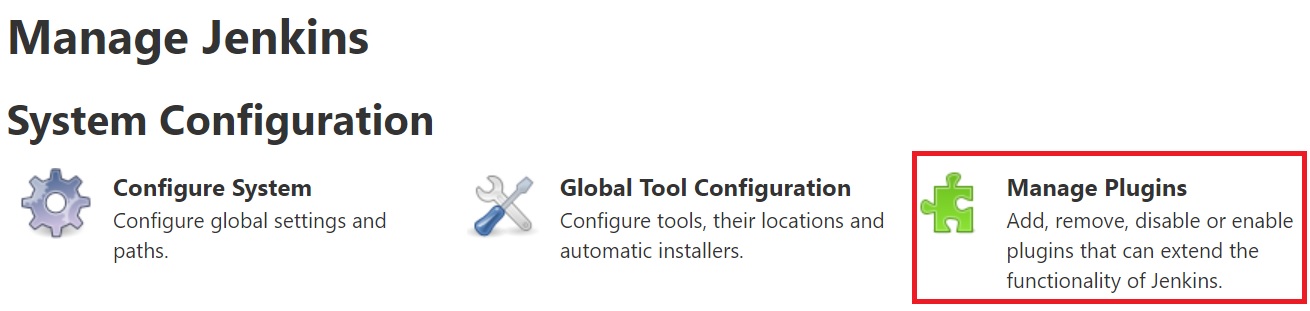 Manage Jenkins
System Configuration
Configure System
Configure global settings and
paths.
Global Tool Configuration
Configure tools, their locations and
automatic installers.
Manage Plugins
Add, remove, disable or enable
plugins that can extend the
functionality of Jenkins.